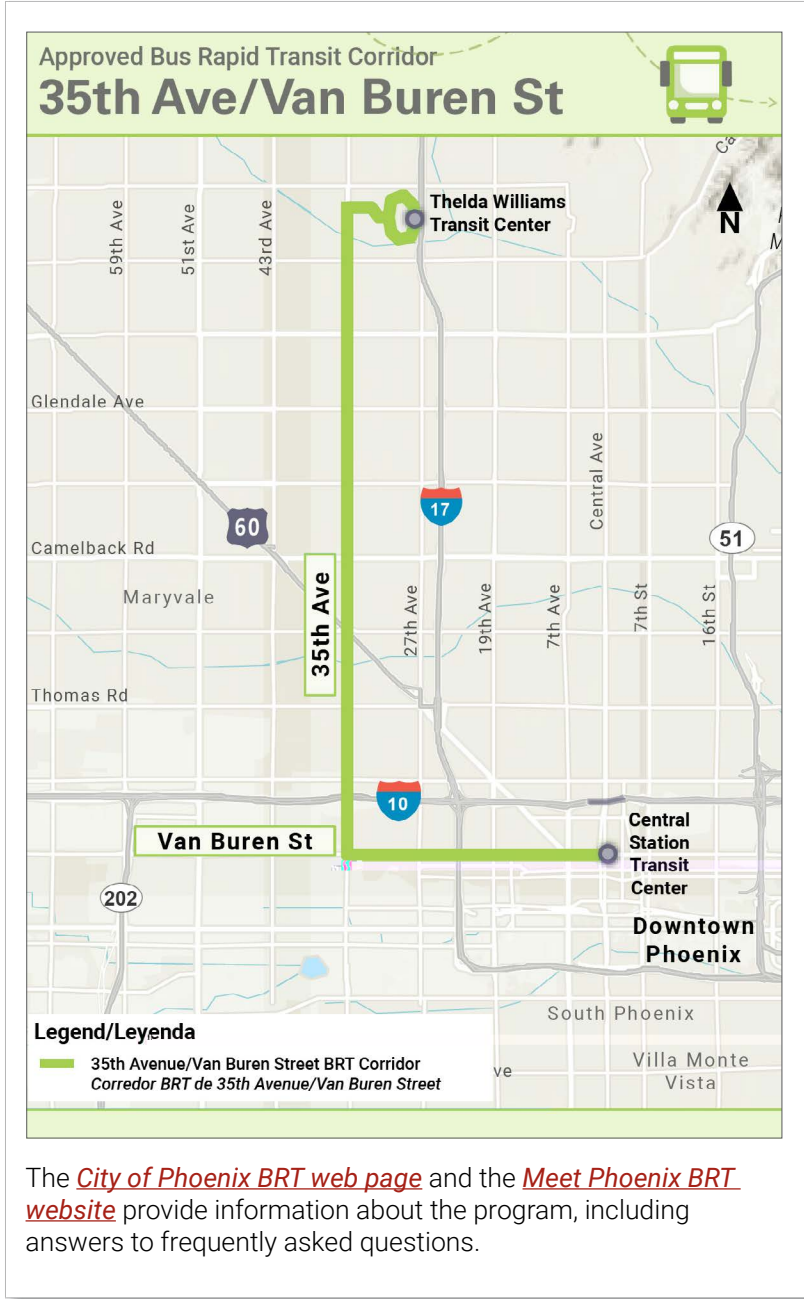 Approved Bus Rapid Transit Corridor
35th Ave/Van Buren St
Ca
Thelda Williams
Transit Center
N
M
59th Ave
51st Ave
43rd Ave
Glendale Ave
Central Ave
17
60
51
Camelback Rd
Maryvale
35th Ave
27th Ave
19th Ave
7th Ave
7th St
16th St
Thomas Rd
10
Van Buren St
Central
Station
Transit
Center
202
Downtown
Phoenix
South Phoenix
Legend/Leyenda
35th Avenue/Van Buren Street BRT Corridor
Corredor BRT de 35th Avenue/Van Buren Street
ve
Villa Monte
Vista
The City of Phoenix BRT web page and the Meet Phoenix BRT
website provide information about the program, including
answers to frequently asked questions.